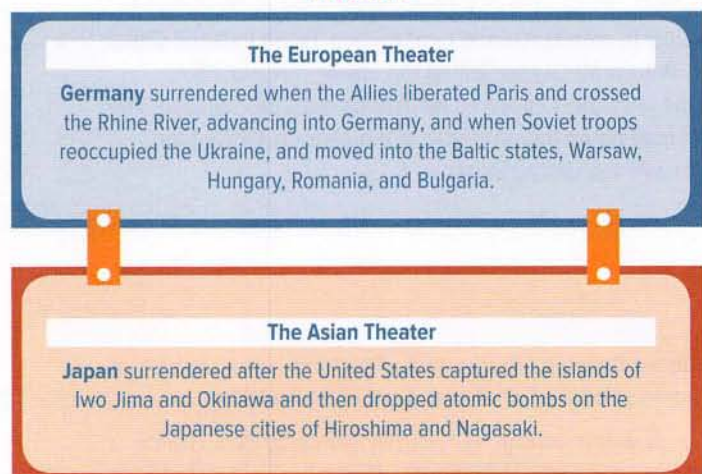 The European Theater
Germany surrendered when the Allies liberated Paris and crossed
the Rhine River, advancing into Germany, and when Soviet troops
reoccupied the Ukraine, and moved into the Baltic states, Warsaw,
Hungary, Romania, and Bulgaria.
The Asian Theater
Japan surrendered after the United States captured the islands of
Iwo Jima and Okinawa and then dropped atomic bombs on the
Japanese cities of Hiroshima and Nagasaki.